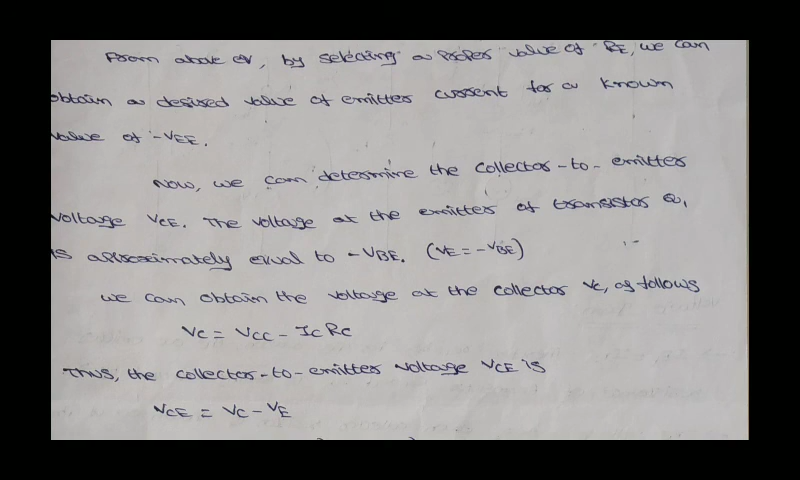 From above eq, by selecting a proper value of RE, we can
obtain a desired value of emitter current for a known
value of -VEE.
Now, we can determine the collector-to-emitter
voltage VCE. The voltage at the emitter of transistor Q1
is approximately equal to -VBE. (VE = -VBE)
we can obtain the voltage at the collector Vc, as follows
Vc = Vcc - Ic Rc
Thus, the collector-to-emitter voltage VCE is
VCE = Vc - VE